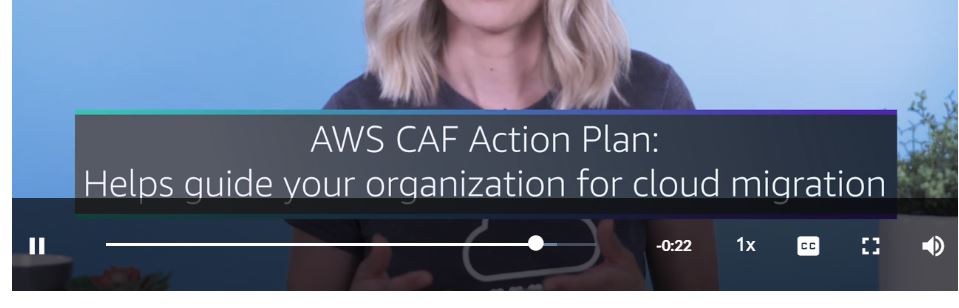 AWS CAF Action Plan:
Helps guide your organization for cloud migration
-0:22
1x
CC